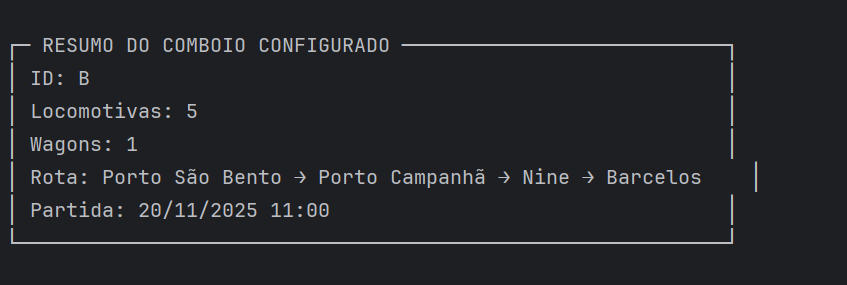 RESUMO DO COMBOIO CONFIGURADO
ID: B
Locomotivas: 5
Wagons: 1
Rota: Porto São Bento → Porto Campanhã → Nine → Barcelos
Partida: 20/11/2025 11:00